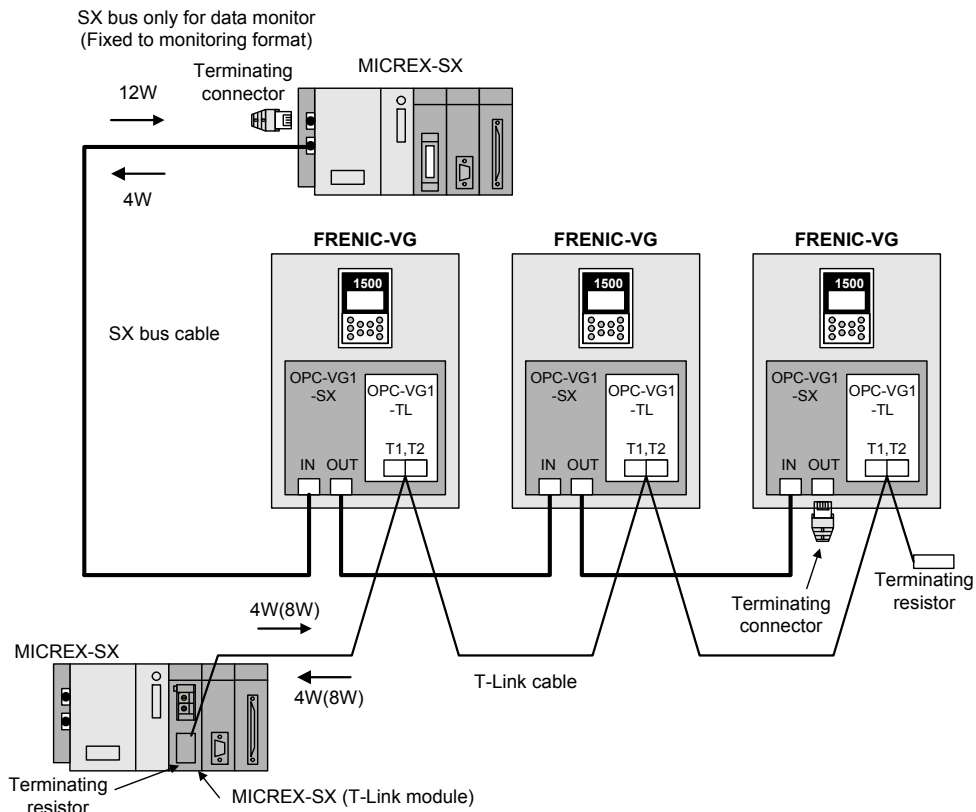 SX bus only for data monitor
(Fixed to monitoring format)
Terminating
connector
MICREX-SX
12W
4W
FRENIC-VG
FRENIC-VG
FRENIC-VG
1500
1500
1500
SX bus cable
OPC-VG1
-SX
OPC-VG1
-TL
T1,T2
IN OUT
OPC-VG1
-SX
OPC-VG1
-TL
T1,T2
IN OUT
OPC-VG1
-SX
OPC-VG1
-TL
T1,T2
IN OUT
Terminating
connector
Terminating
resistor
4W(8W)
4W(8W)
T-Link cable
MICREX-SX
Terminating
resistor
MICREX-SX (T-Link module)